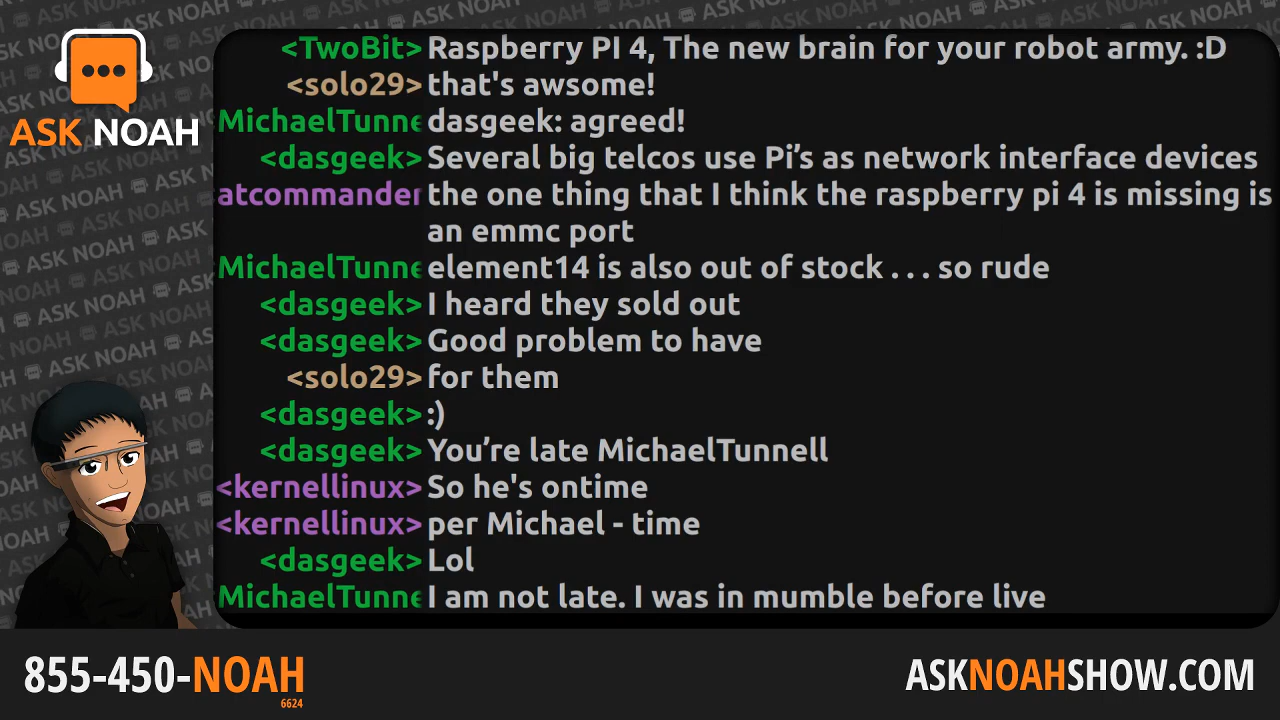 ASK NOAH
<TwoBit> Raspberry PI 4, The new brain for your robot army. :D
<solo29> that's awsome!
MichaelTunne dasgeek: agreed!
<dasgeek> Several big telcos use Pi’s as network interface devices
atcommander the one thing that I think the raspberry pi 4 is missing is
an emmc port
MichaelTunne element14 is also out of stock . . . so rude
<dasgeek> I heard they sold out
<dasgeek> Good problem to have
<solo29> for them
<dasgeek> :)
<dasgeek> You’re late MichaelTunnell
<kernellinux> So he's ontime
<kernellinux> per Michael - time
<dasgeek> Lol
MichaelTunne I am not late. I was in mumble before live
855-450-NOAH
6624
ASKNOAHSHOW.COM